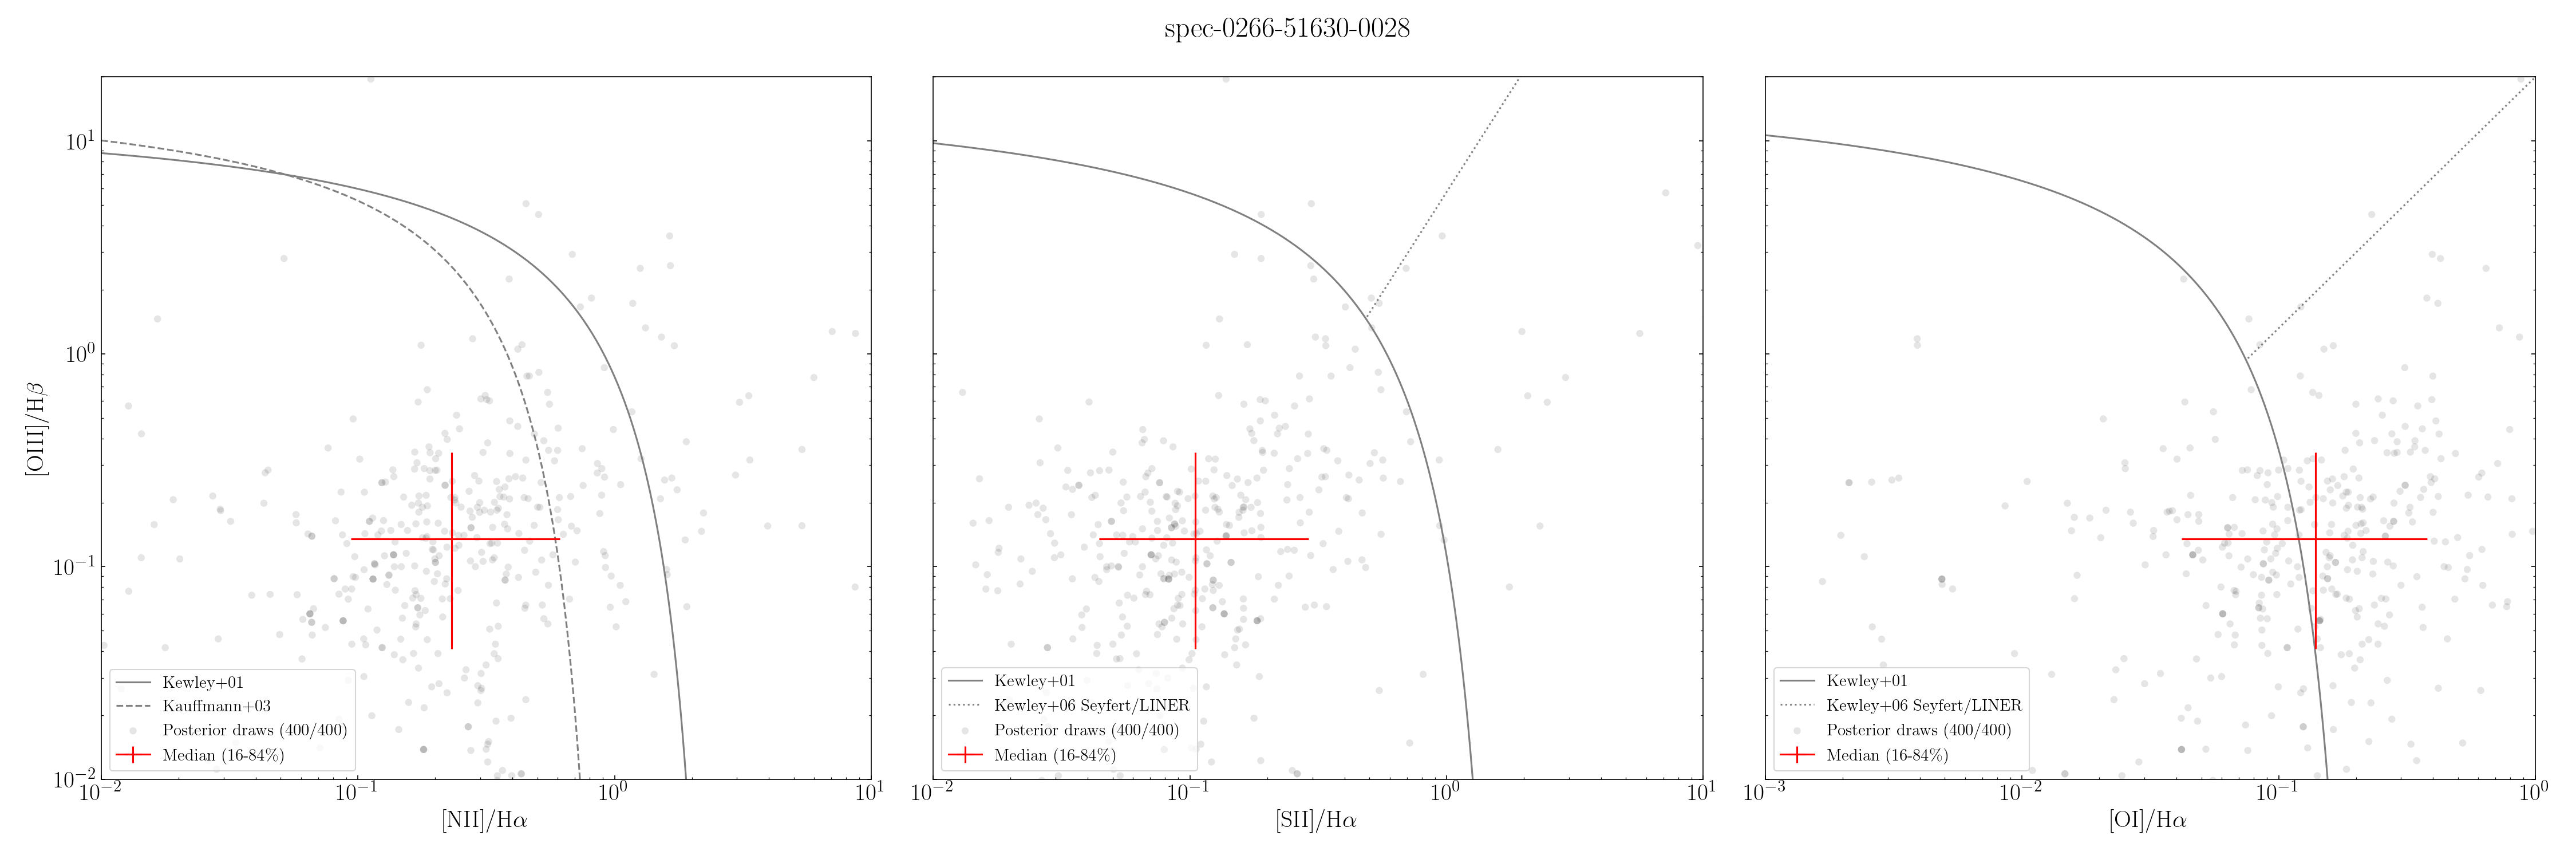 spec-0266-51630-0028
10^1
10^0
10^-1
10^-2
[OIII]/Hβ
Kewley+01
Kauffmann+03
Posterior draws (400/400)
Median (16-84%)
10^-2 10^-1 10^0 10^1
[NII]/Hα
Kewley+01
Kewley+06 Seyfert/LINER
Posterior draws (400/400)
Median (16-84%)
10^-2 10^-1 10^0 10^1
[SII]/Hα
Kewley+01
Kewley+06 Seyfert/LINER
Posterior draws (400/400)
Median (16-84%)
10^-3 10^-2 10^-1 10^0
[OI]/Hα